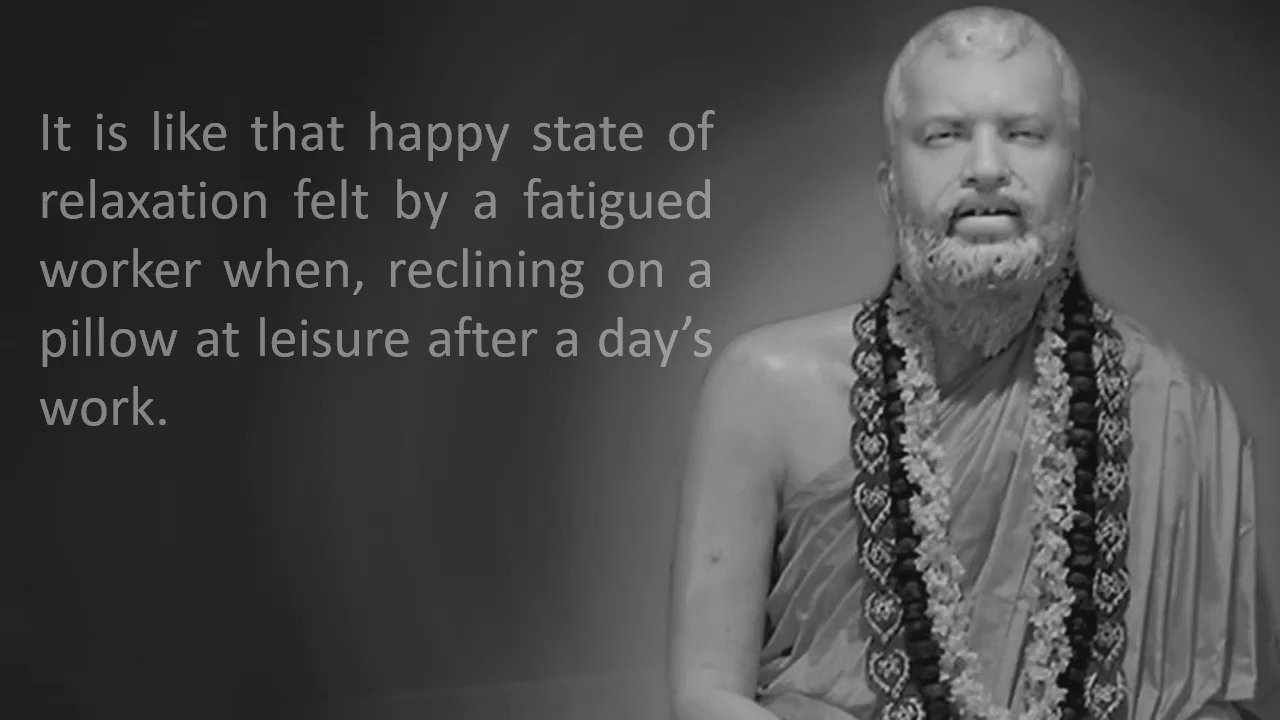 It is like that happy state of
relaxation felt by a fatigued
worker when, reclining on a
pillow at leisure after a day’s
work.